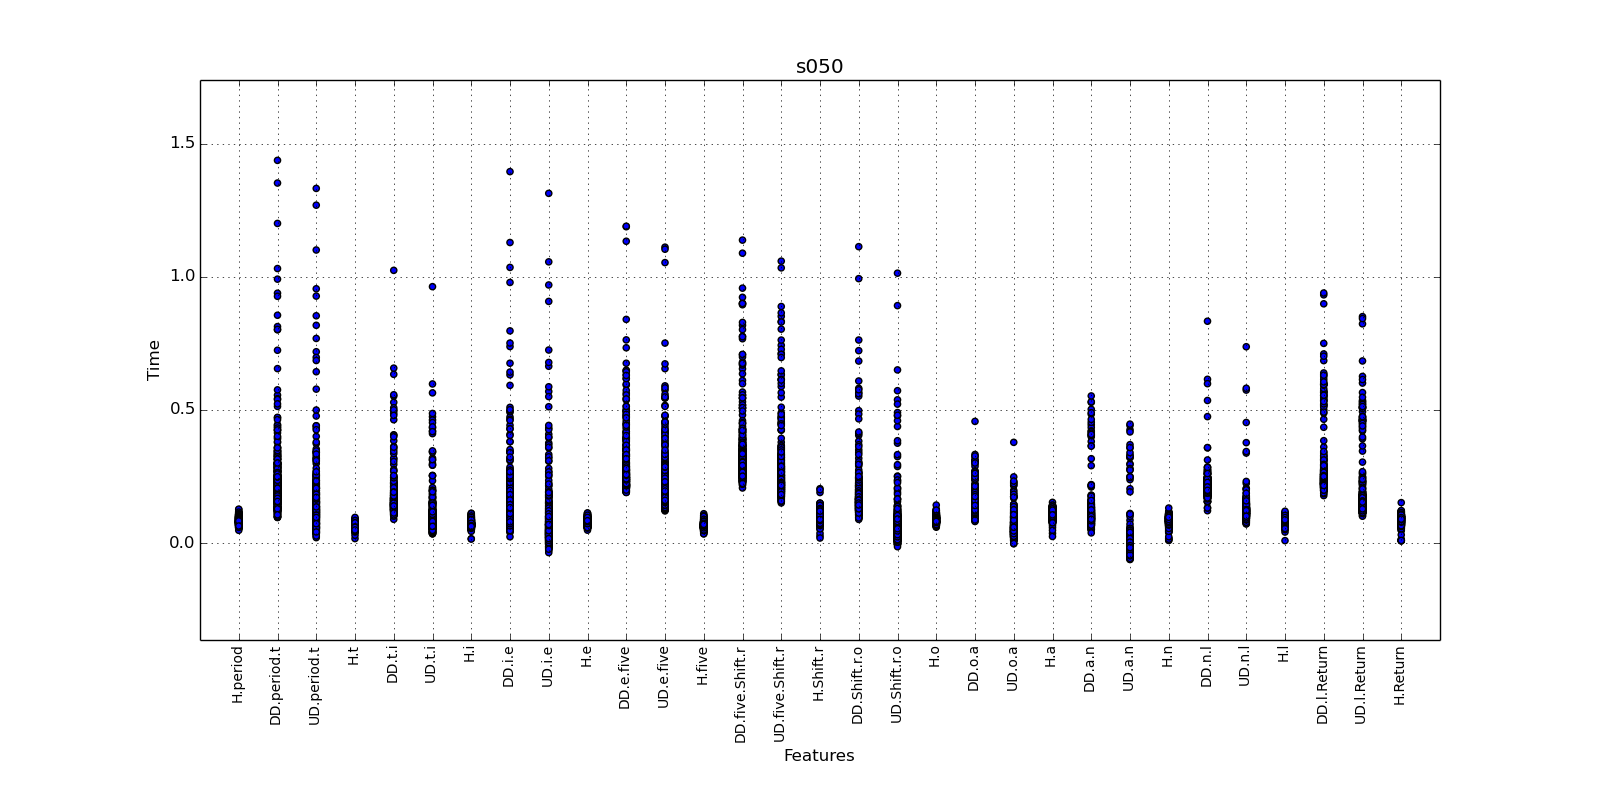 s050
1.5
1.0
0.5
0.0
Time
H.period
DD.period.t
UD.period.t
H.t
DD.t.i
UD.t.i
H.i
DD.i.e
UD.i.e
H.e
DD.e.five
UD.e.five
H.five
DD.five.Shift.r
UD.five.Shift.r
H.Shift.r
DD.Shift.r.o
UD.Shift.r.o
H.o
DD.o.a
UD.o.a
H.a
DD.a.n
UD.a.n
H.n
DD.n.l
UD.n.l
H.l
DD.l.Return
UD.l.Return
H.Return
Features